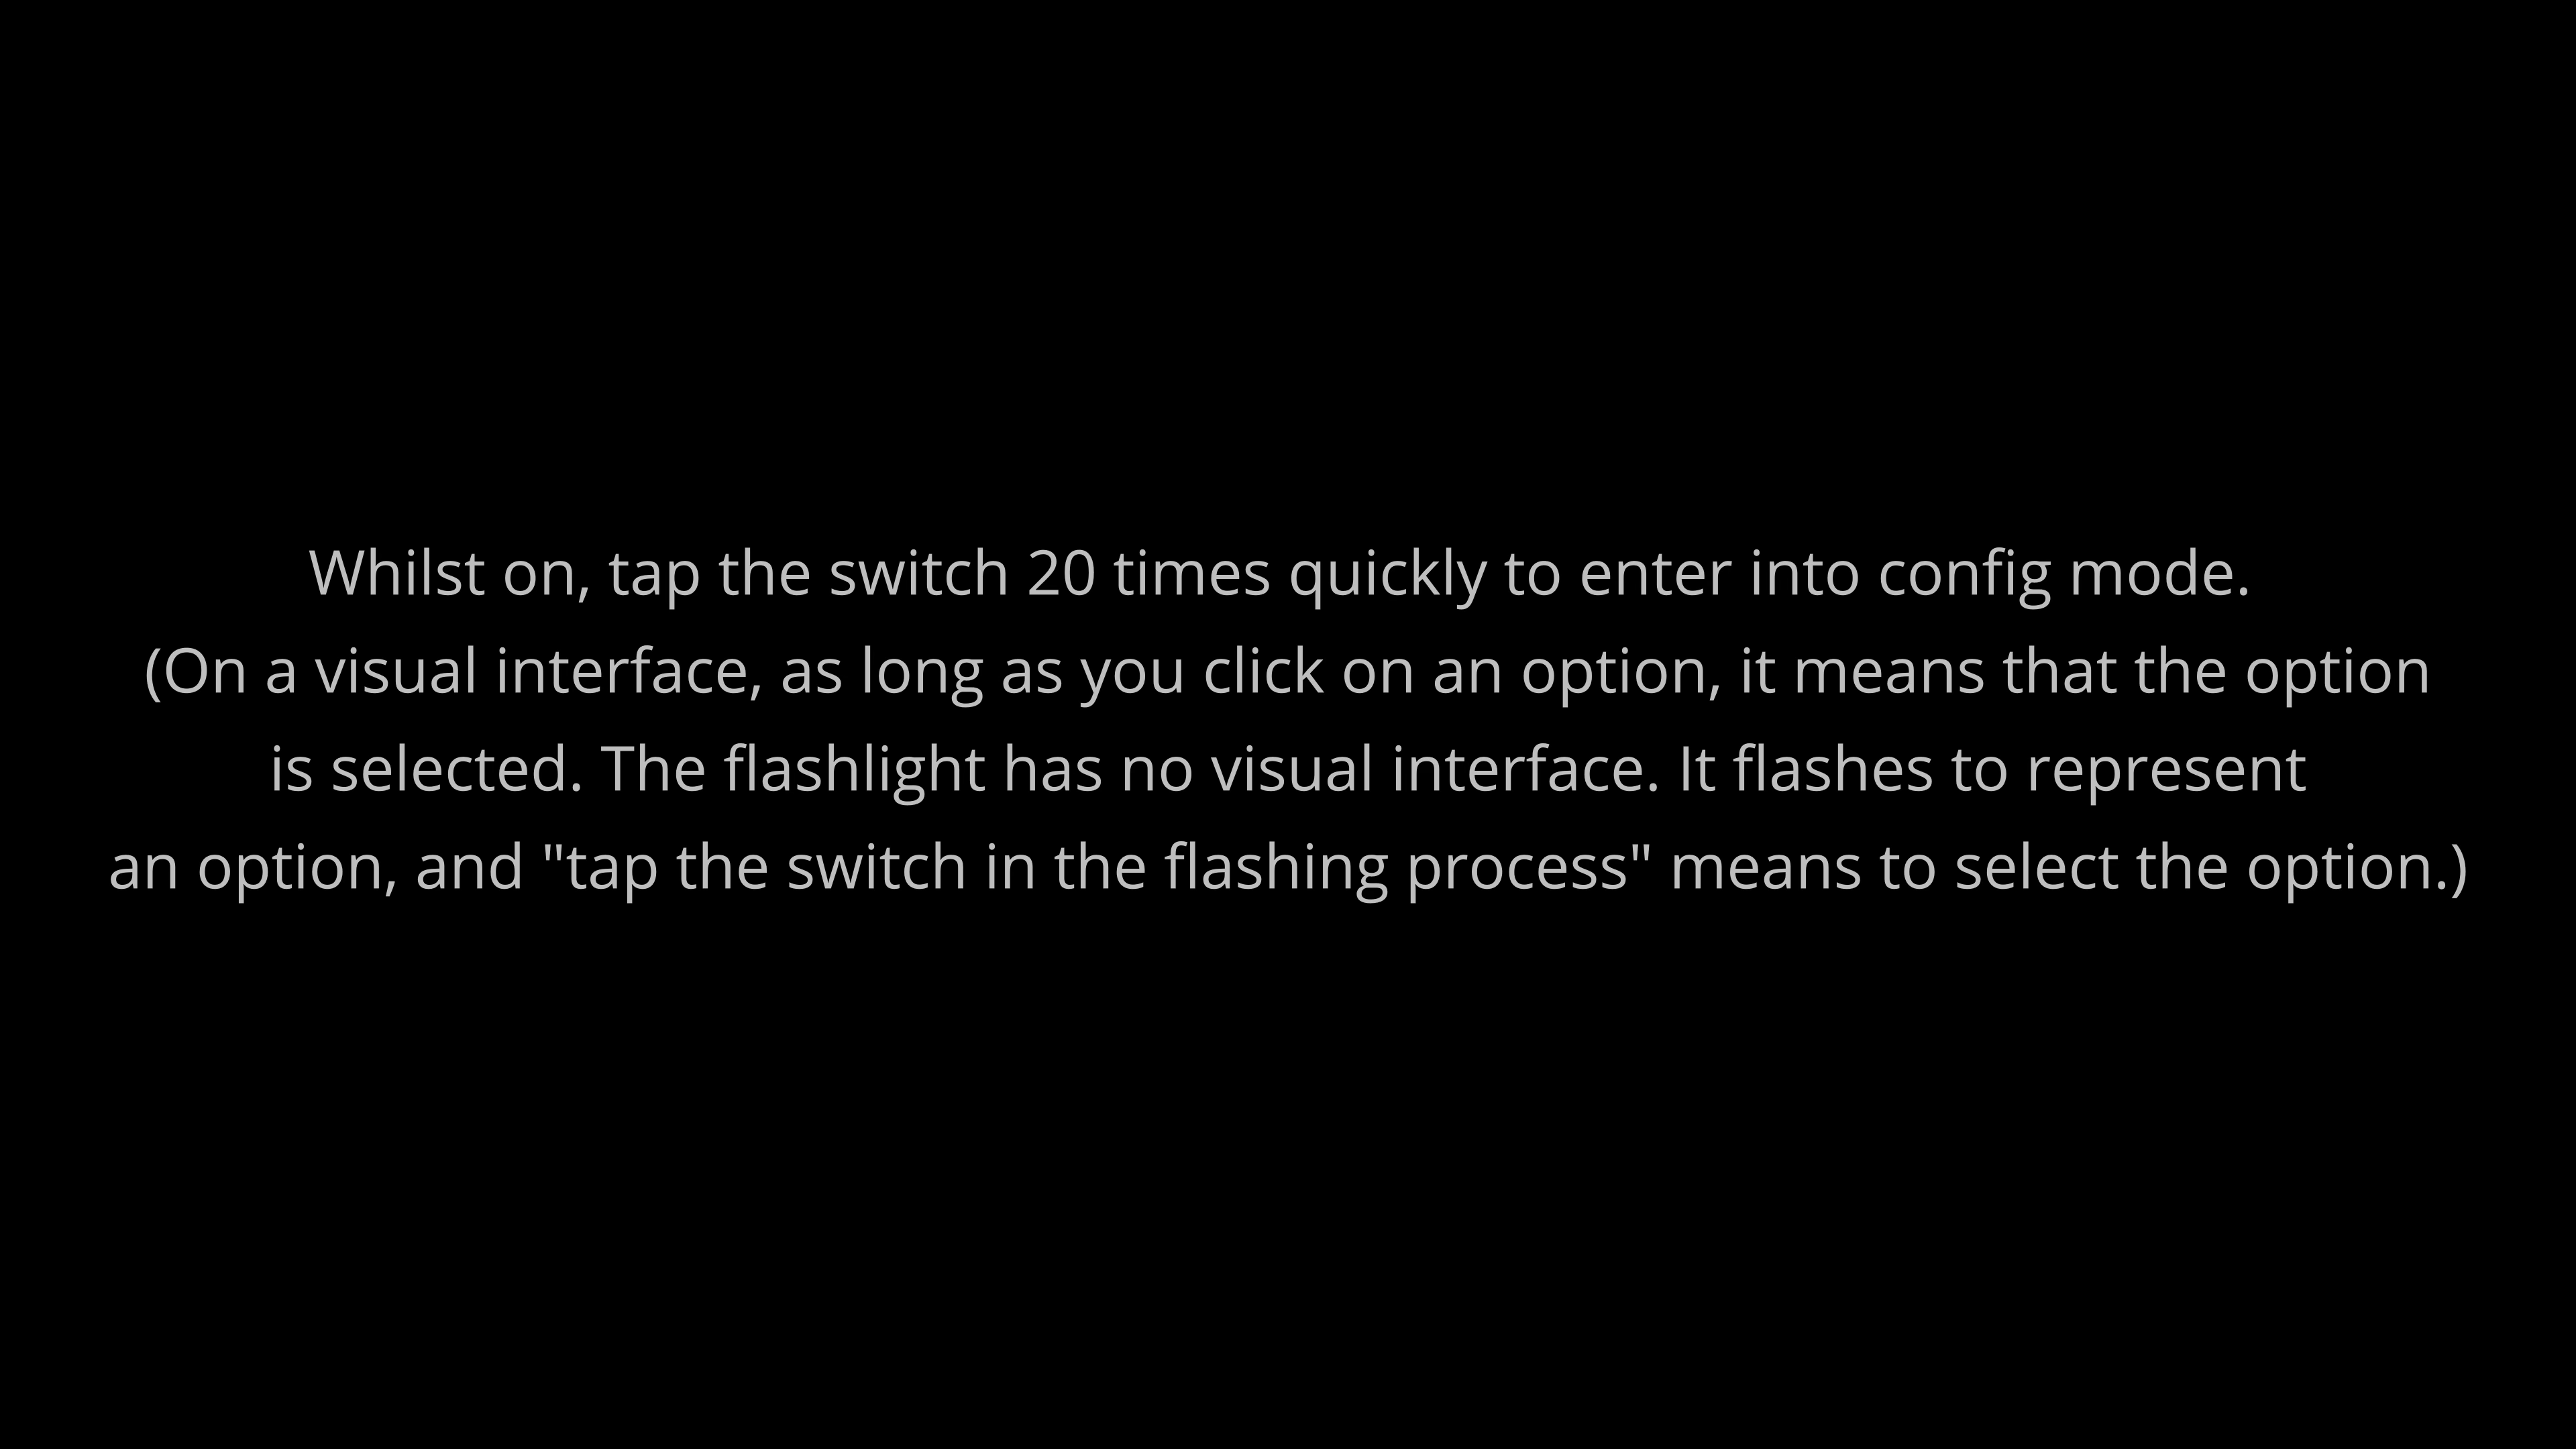 Whilst on, tap the switch 20 times quickly to enter into config mode.
(On a visual interface, as long as you click on an option, it means that the option
is selected. The flashlight has no visual interface. It flashes to represent
an option, and "tap the switch in the flashing process" means to select the option.)